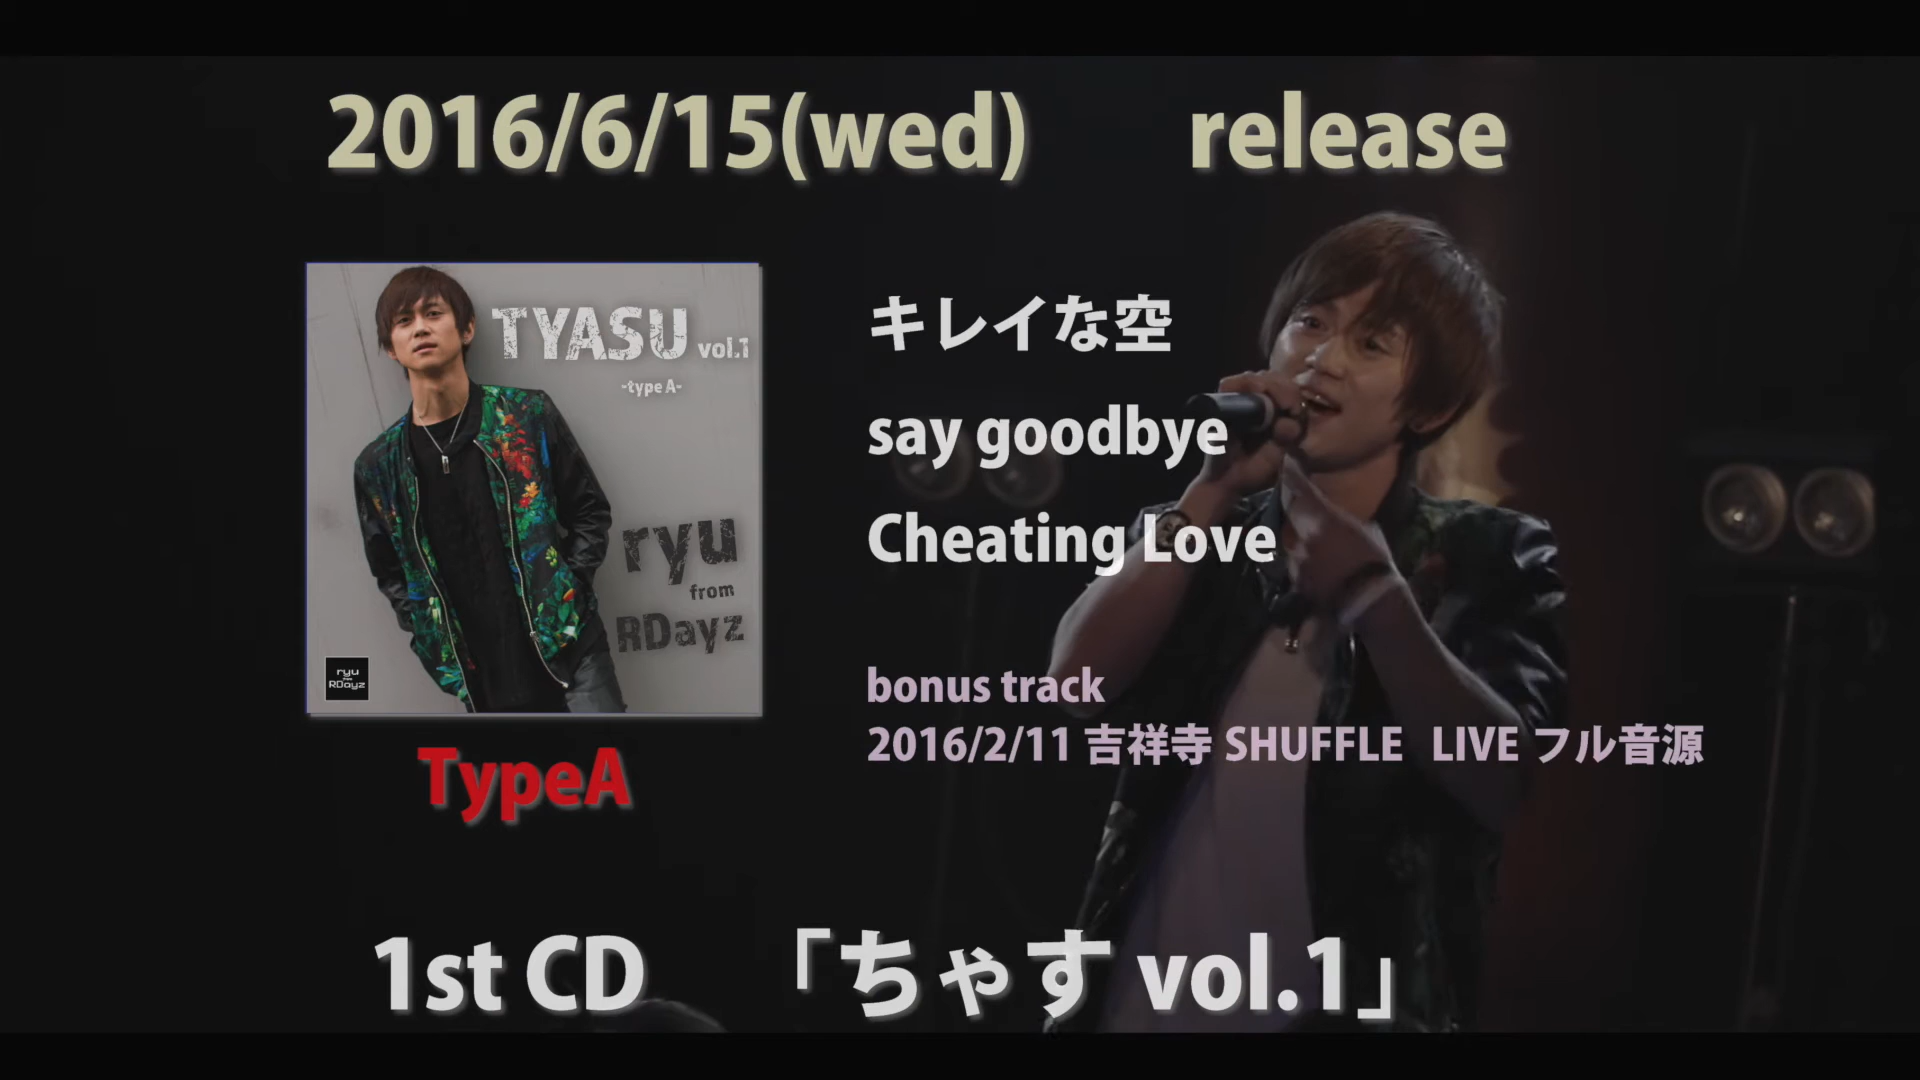 2016/6/15(wed) release
TYASU vol.1
-type A-
ryu
from
RDayz
ryu
from
RDayz
TypeA
キレイな空
say goodbye
Cheating Love
bonus track
2016/2/11 吉祥寺 SHUFFLE LIVE フル音源
1st CD 「ちゃす vol.1」